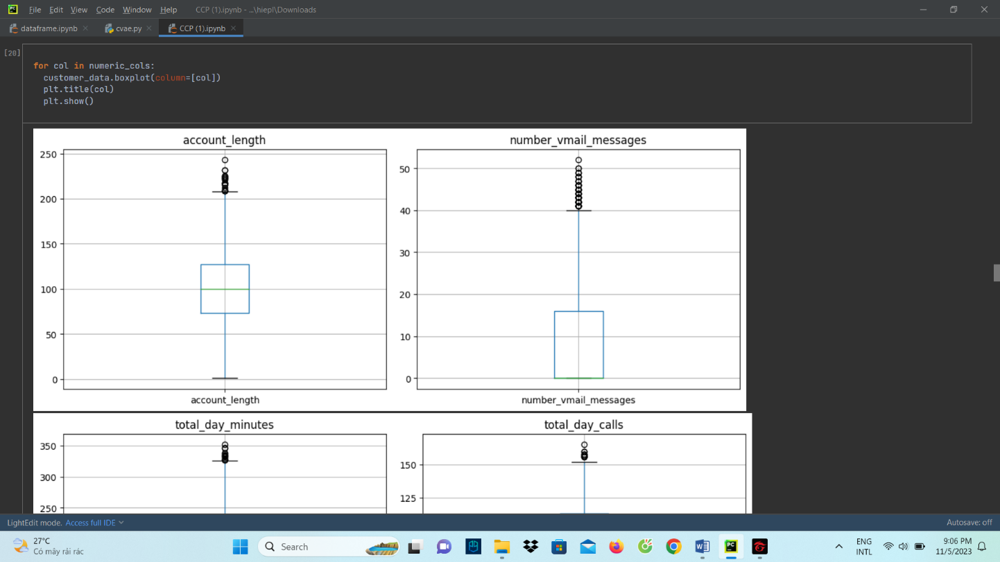 File Edit View Code Window Help CCP (1).ipynb - ...\hiepl\Downloads
dataframe.ipynb cvae.py CCP (1).ipynb
[20]
for col in numeric_cols:
customer_data.boxplot(column=[col])
plt.title(col)
plt.show()
account_length
250
200
150
100
50
0
account_length
number_vmail_messages
50
40
30
20
10
0
number_vmail_messages
total_day_minutes
350
300
250
total_day_calls
150
125
LightEdit mode. Access full IDE
Autosave: off
27°C
Có mây rải rác
Search
ENG
INTL
9:06 PM
11/5/2023